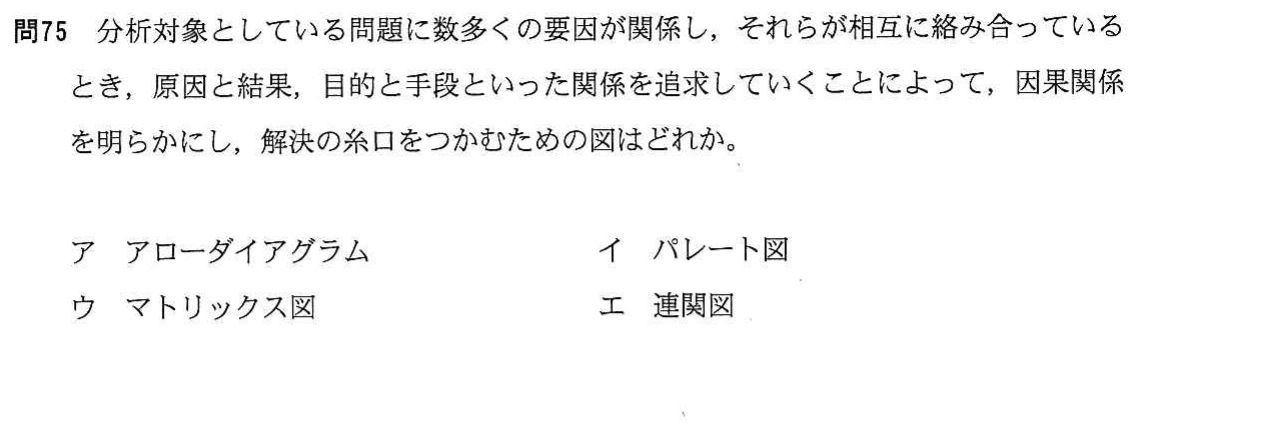 問75 分析対象としている問題に数多くの要因が関係し，それらが相互に絡み合っている
とき，原因と結果，目的と手段といった関係を追求していくことによって，因果関係
を明らかにし，解決の糸口をつかむための図はどれか。
ア アローダイアグラム イ パレート図
ウ マトリックス図 エ 連関図